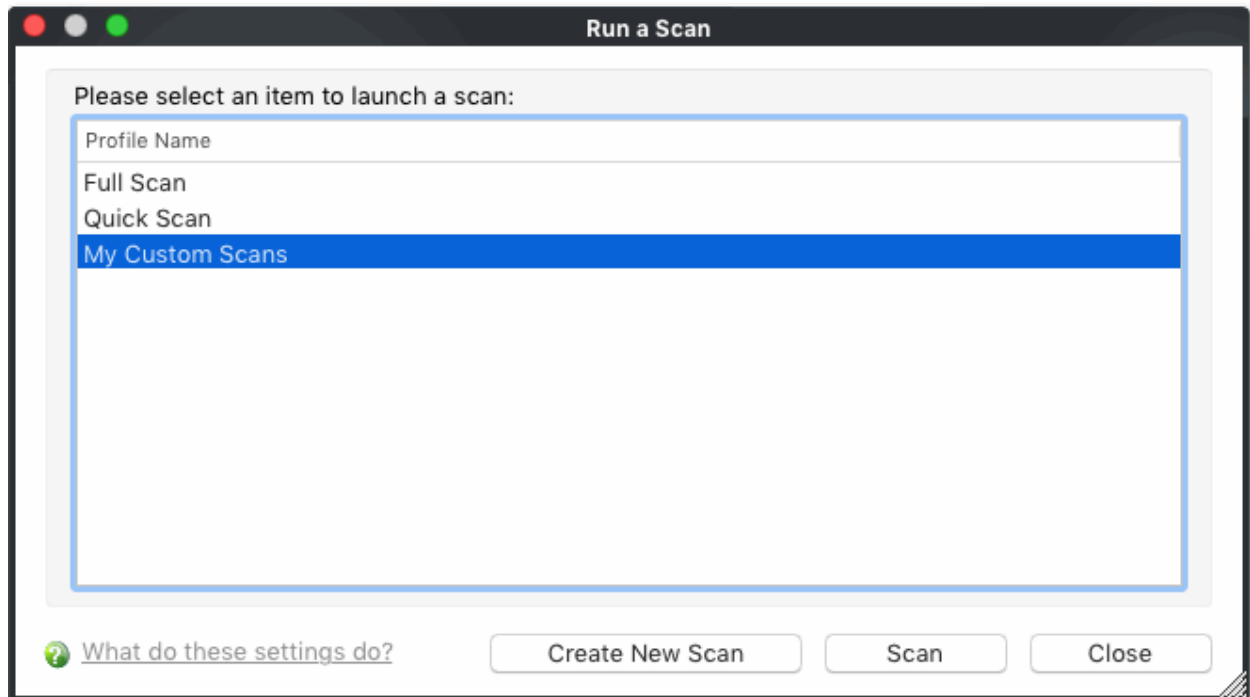 Run a Scan
Please select an item to launch a scan:
Profile Name
Full Scan
Quick Scan
My Custom Scans
What do these settings do?
Create New Scan
Scan
Close